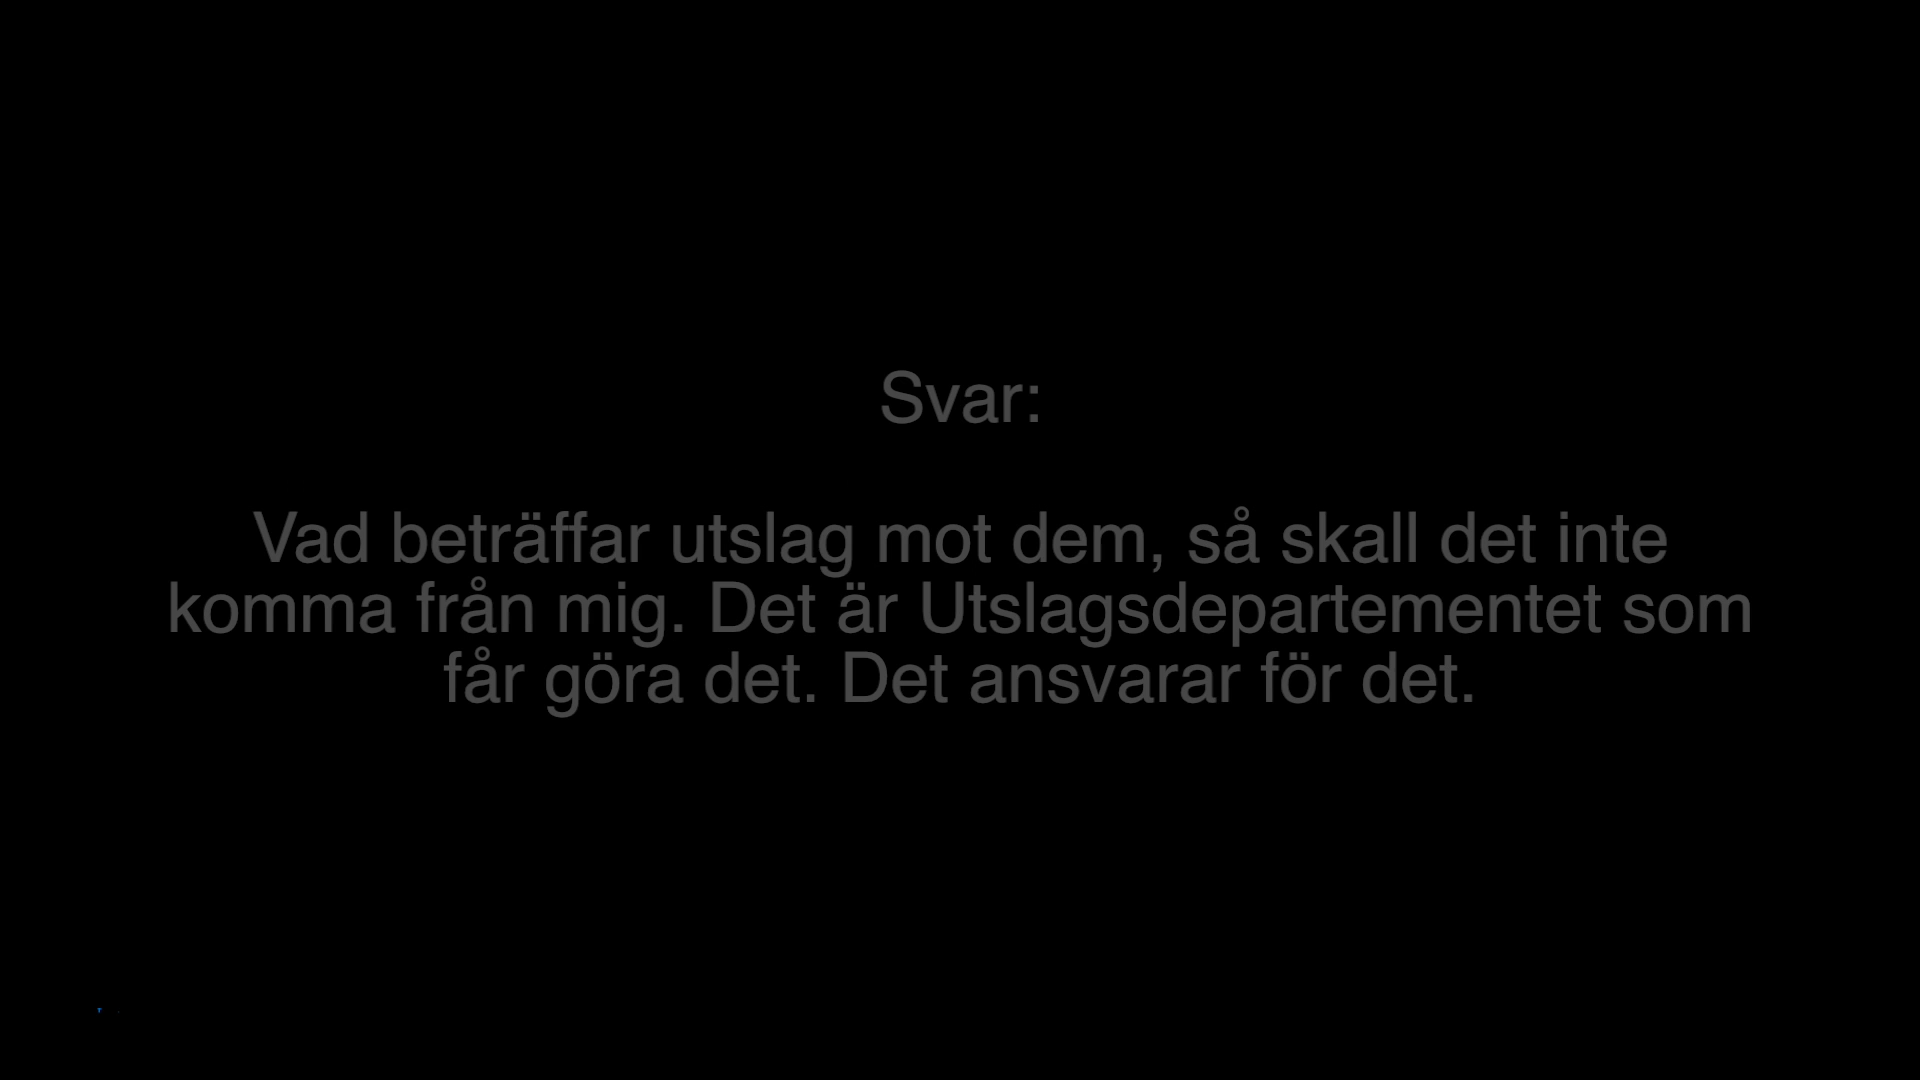 Svar:
Vad beträffar utslag mot dem, så skall det inte
komma från mig. Det är Utslagsdepartementet som
får göra det. Det ansvarar för det.